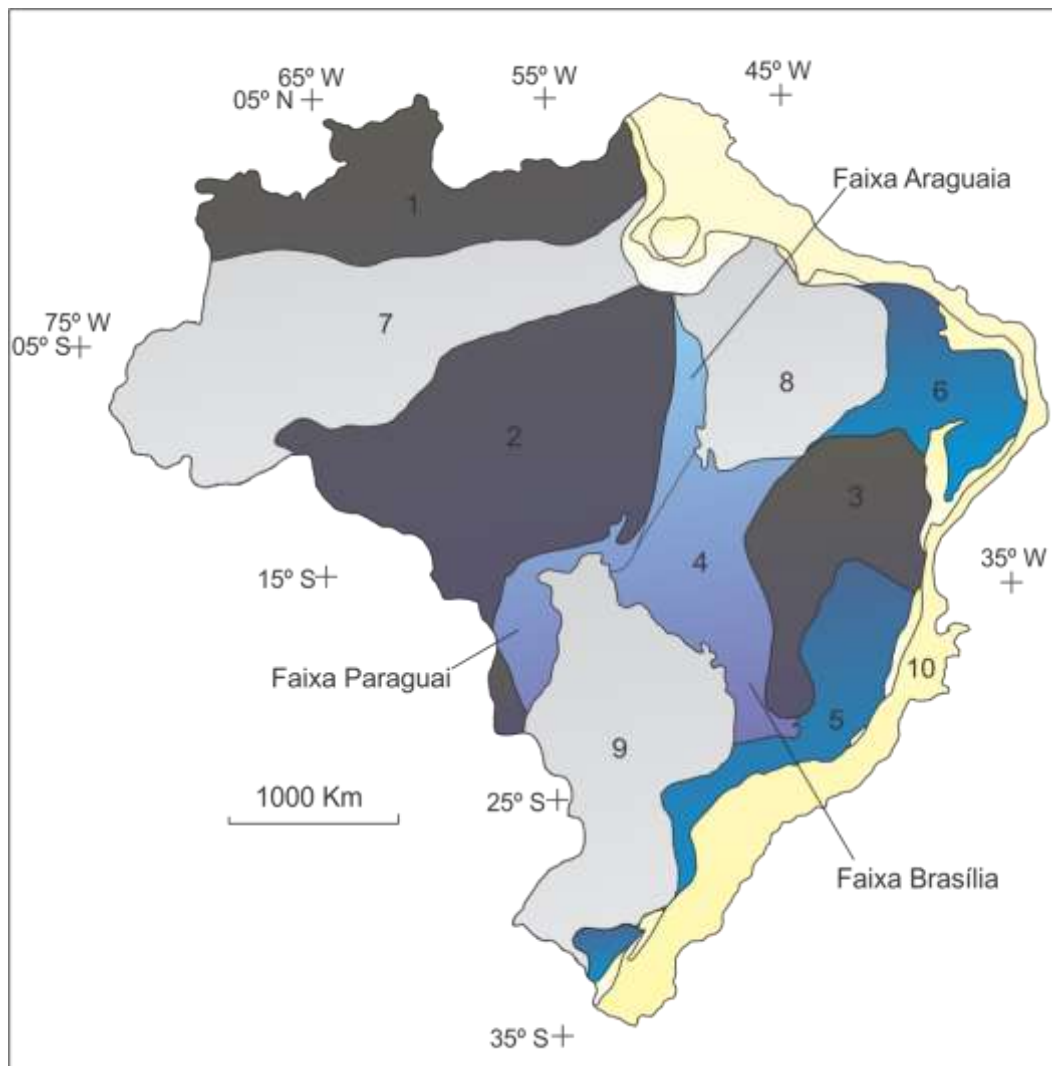 65º W
55º W
45º W
05º N
Faixa Araguaia
1
75º W
05º S
7
8
6
2
3
15º S
4
35º W
Faixa Paraguai
10
5
9
1000 Km
25º S
Faixa Brasília
35º S